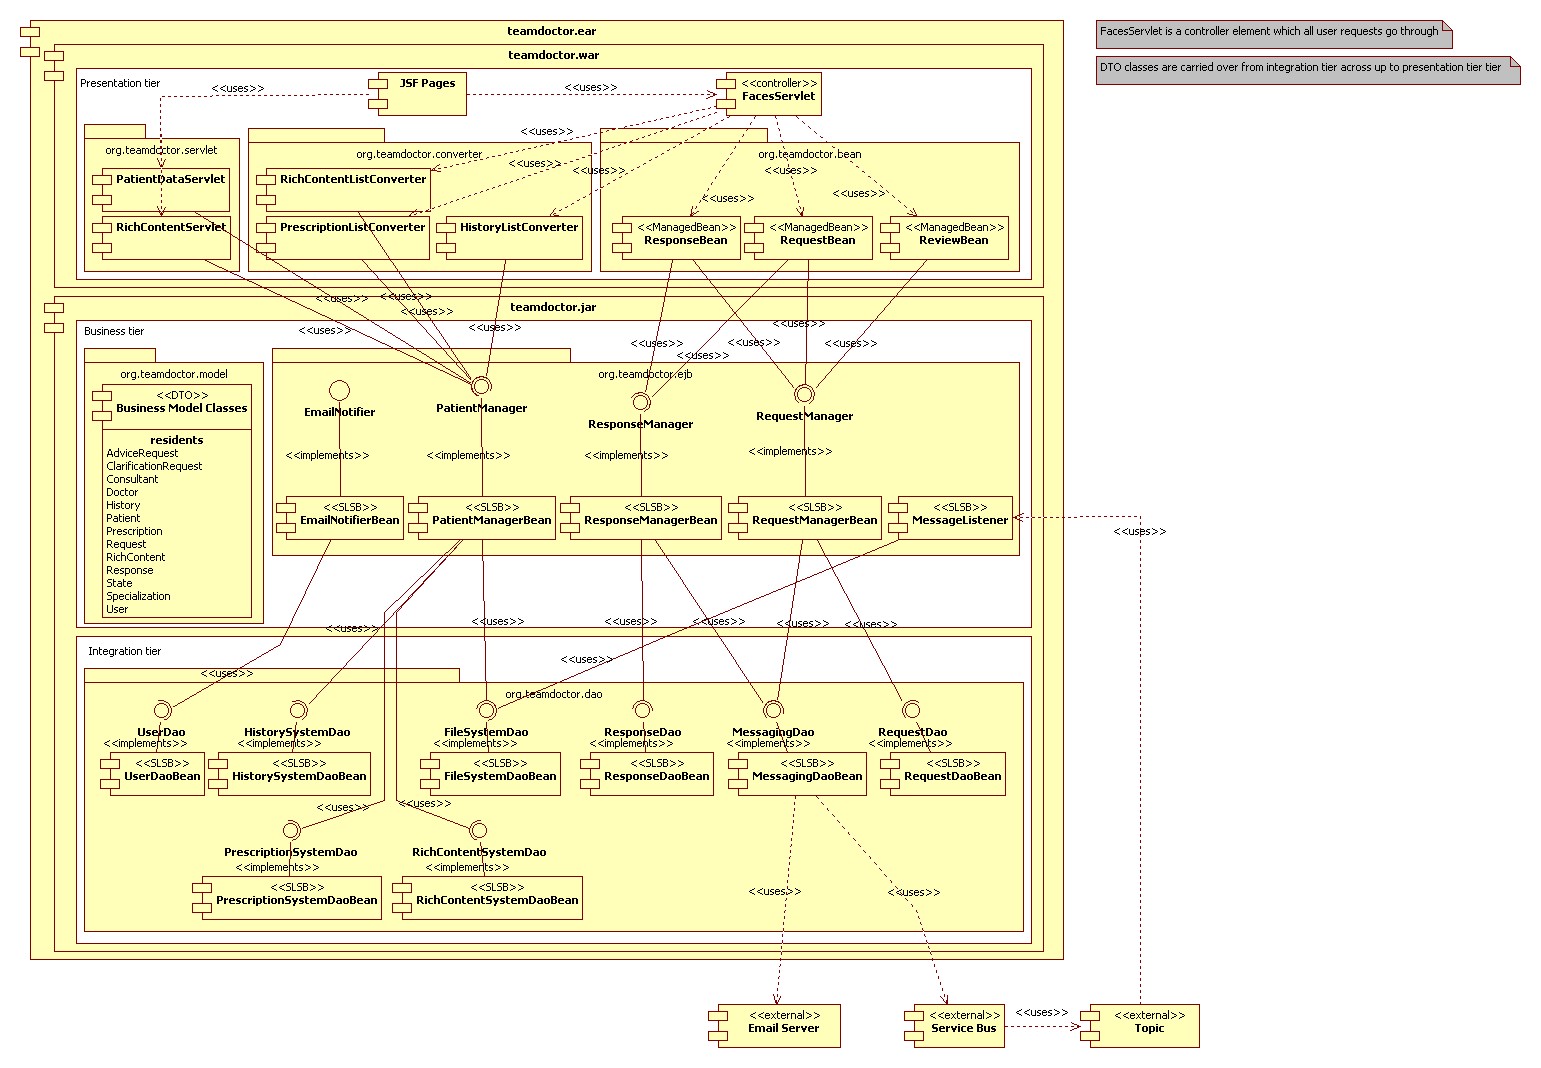 teamdoctor.ear
FacesServlet is a controller element which all user requests go through
teamdoctor.war
DTO classes are carried over from integration tier across up to presentation tier tier
Presentation tier
JSF Pages
<<controller>>
FacesServlet
<<uses>>
<<uses>>
<<uses>>
<<uses>>
<<uses>>
<<uses>>
<<uses>>
<<uses>>
org.teamdoctor.servlet
org.teamdoctor.converter
org.teamdoctor.bean
PatientDataServlet
RichContentListConverter
RichContentServlet
PrescriptionListConverter
HistoryListConverter
<<ManagedBean>>
ResponseBean
<<ManagedBean>>
RequestBean
<<ManagedBean>>
ReviewBean
<<uses>>
<<uses>>
<<uses>>
<<uses>>
<<uses>>
teamdoctor.jar
Business tier
<<uses>>
<<uses>>
<<uses>>
<<uses>>
<<uses>>
org.teamdoctor.model
org.teamdoctor.ejb
<<DTO>>
Business Model Classes
residents
AdviceRequest
ClarificationRequest
Consultant
Doctor
History
Patient
Prescription
Request
RichContent
Response
State
Specialization
User
EmailNotifier
PatientManager
ResponseManager
RequestManager
<<implements>>
<<implements>>
<<implements>>
<<implements>>
<<SLSB>>
EmailNotifierBean
<<SLSB>>
PatientManagerBean
<<SLSB>>
ResponseManagerBean
<<SLSB>>
RequestManagerBean
<<SLSB>>
MessageListener
<<uses>>
<<uses>>
<<uses>>
<<uses>>
<<uses>>
<<uses>>
<<uses>>
<<uses>>
<<uses>>
Integration tier
org.teamdoctor.dao
UserDao
HistorySystemDao
FileSystemDao
ResponseDao
MessagingDao
RequestDao
<<implements>>
<<implements>>
<<implements>>
<<implements>>
<<implements>>
<<implements>>
<<SLSB>>
UserDaoBean
<<SLSB>>
HistorySystemDaoBean
<<SLSB>>
FileSystemDaoBean
<<SLSB>>
ResponseDaoBean
<<SLSB>>
MessagingDaoBean
<<SLSB>>
RequestDaoBean
<<uses>>
<<uses>>
PrescriptionSystemDao
RichContentSystemDao
<<implements>>
<<implements>>
<<SLSB>>
PrescriptionSystemDaoBean
<<SLSB>>
RichContentSystemDaoBean
<<uses>>
<<uses>>
<<external>>
Email Server
<<external>>
Service Bus
<<uses>>
<<external>>
Topic